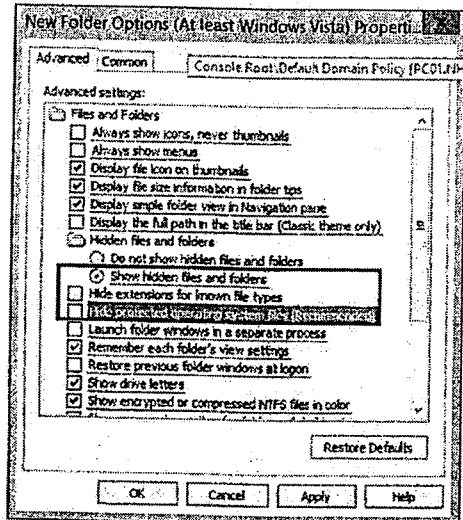 New Folder Options (At least Windows Vista) Properti...
Advanced Common
Console Root\Default Domain Policy [PC01.NH
Advanced settings:
Files and Folders
Always show icons, never thumbnails
Always show menus
Display file icon on thumbnails
Display file size information in folder tips
Display simple folder view in Navigation pane
Display the full path in the title bar (Classic theme only)
Hidden files and folders
Do not show hidden files and folders
Show hidden files and folders
Hide extensions for known file types
Hide protected operating system files (Recommended)
Launch folder windows in a separate process
Remember each folder's view settings
Restore previous folder windows at logon
Show drive letters
Show encrypted or compressed NTFS files in color
Restore Defaults
OK Cancel Apply Help